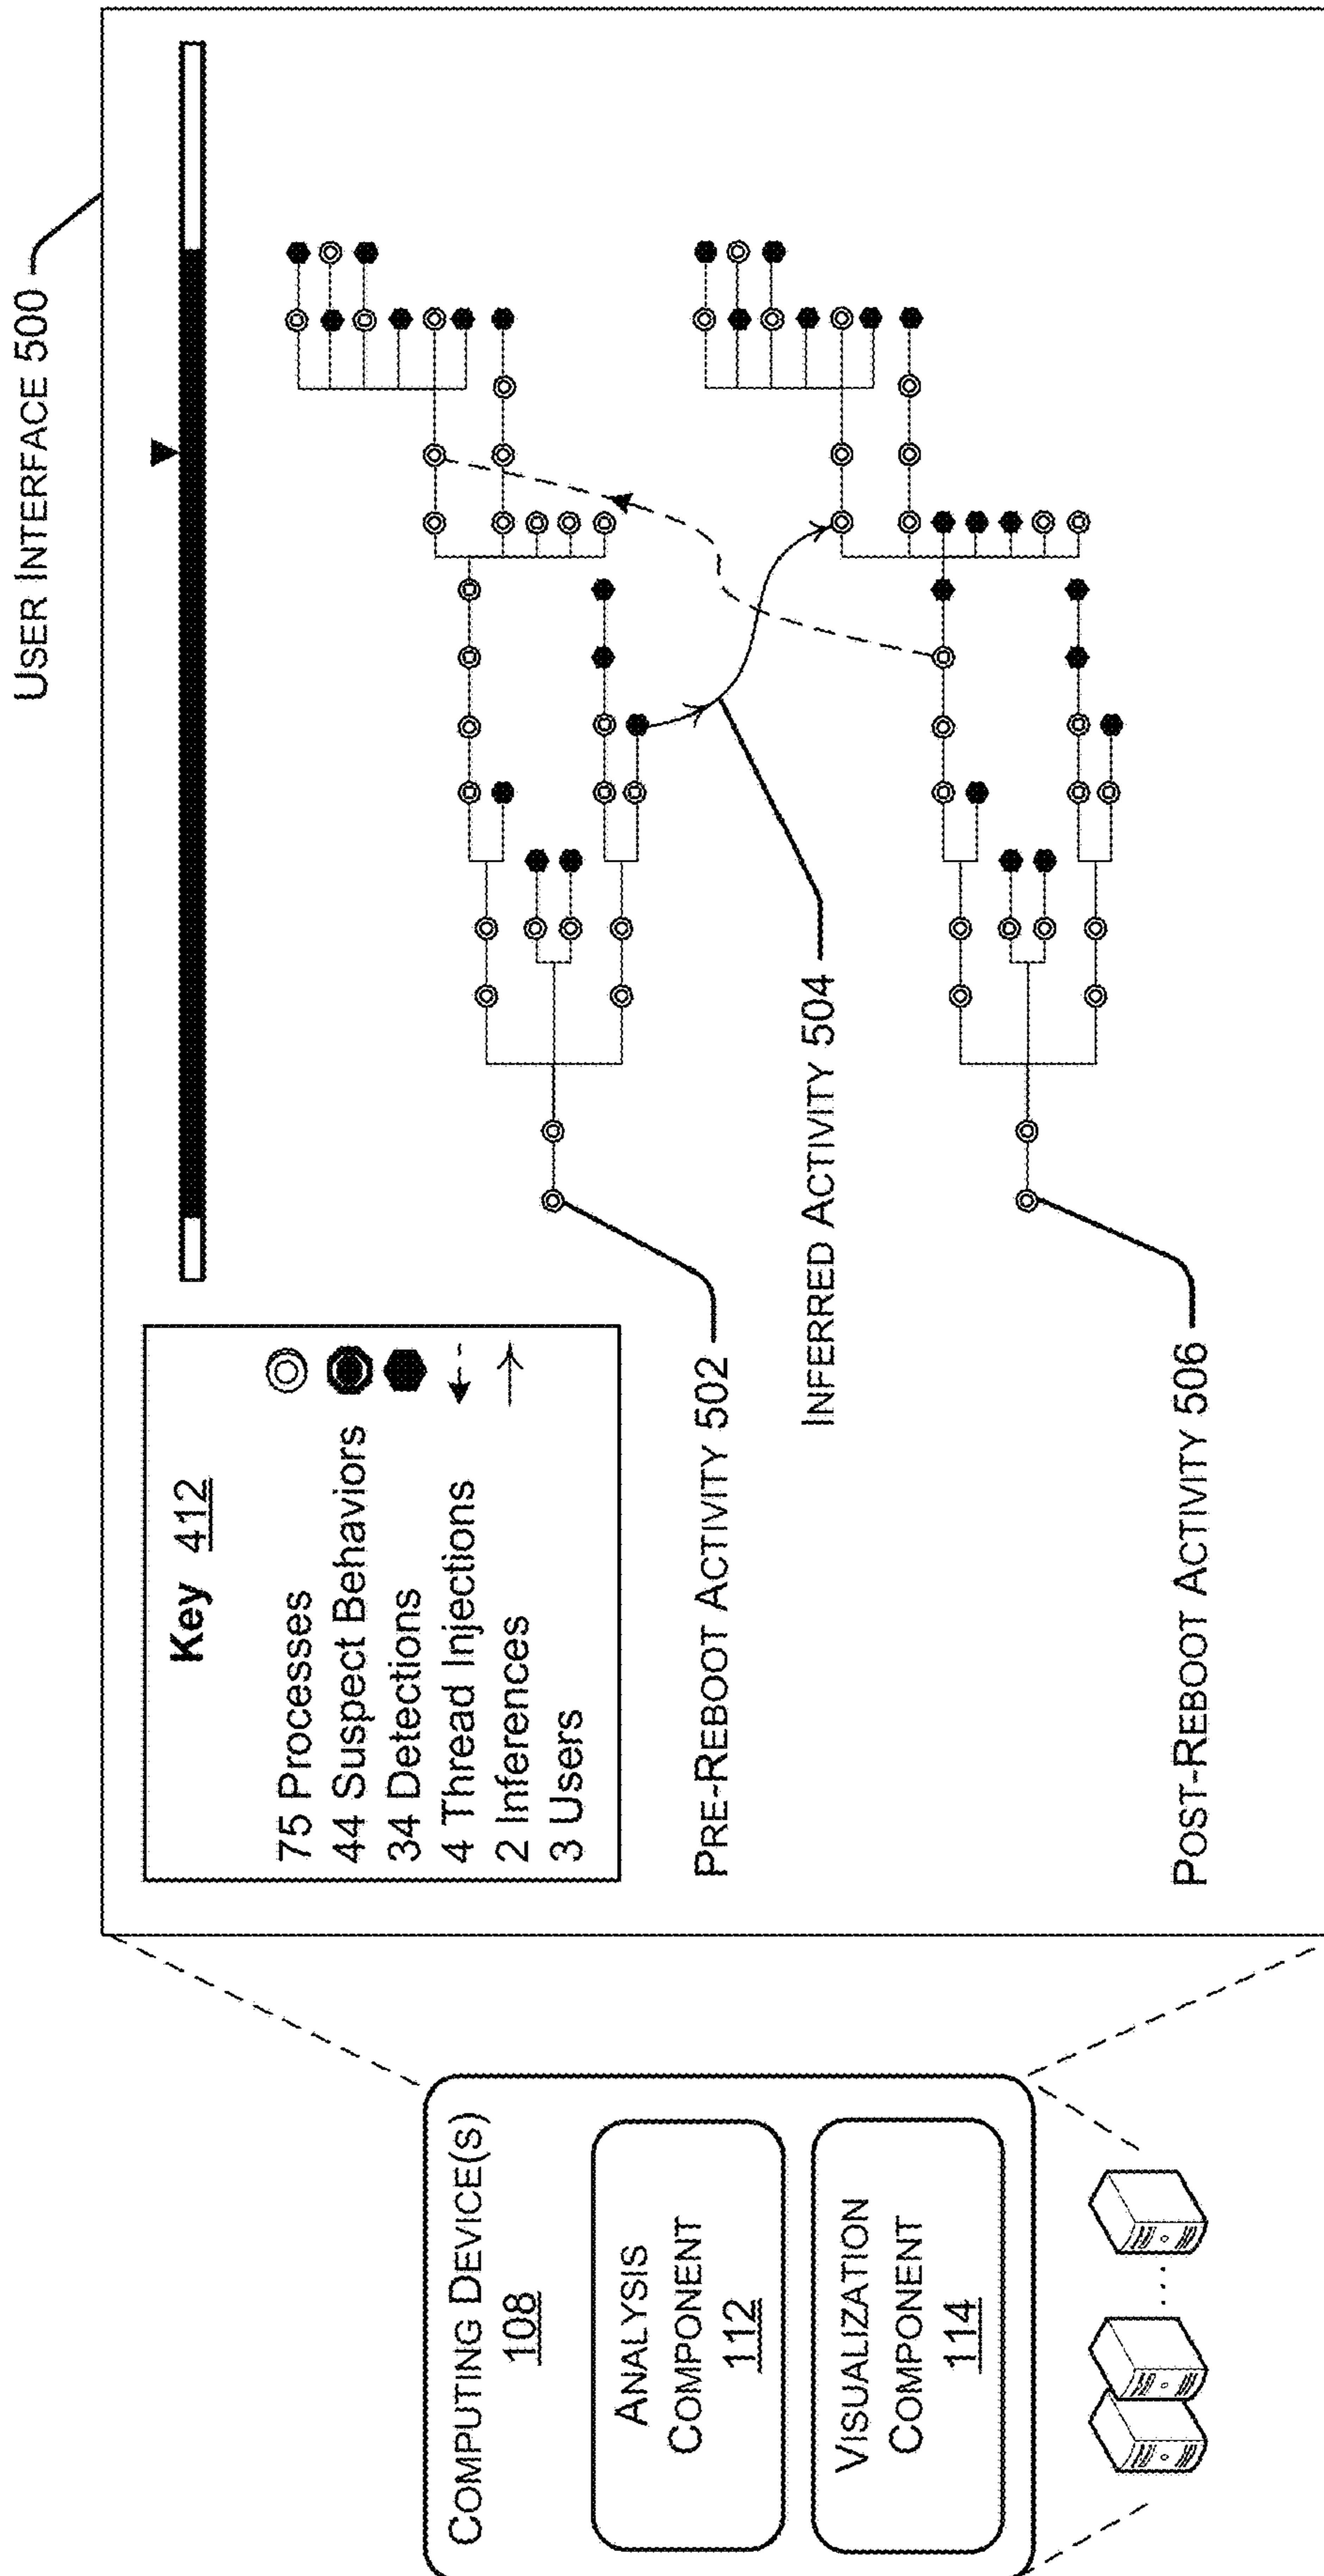 USER INTERFACE 500
COMPUTING DEVICE(S)
108
ANALYSIS
COMPONENT
112
VISUALIZATION
COMPONENT
114
Key 412
75 Processes
44 Suspect Behaviors
34 Detections
4 Thread Injections
2 Inferences
3 Users
PRE-REBOOT ACTIVITY 502
INFERRED ACTIVITY 504
POST-REBOOT ACTIVITY 506